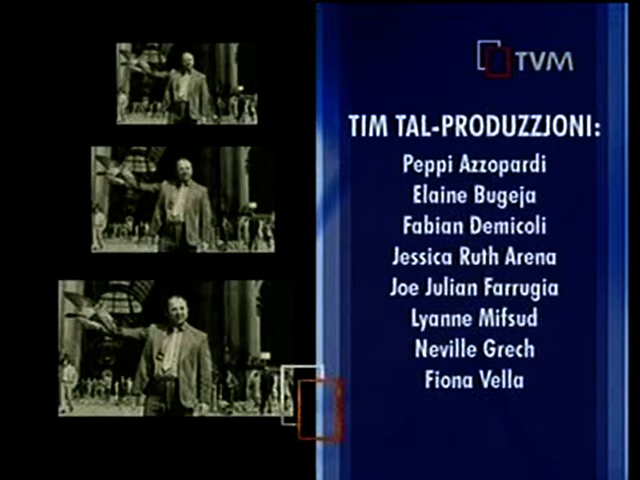 TVM
TIM TAL-PRODUZZJONI:
Peppi Azzopardi
Elaine Bugeja
Fabian Demicoli
Jessica Ruth Arena
Joe Julian Farrugia
Lyanne Mifsud
Neville Grech
Fiona Vella